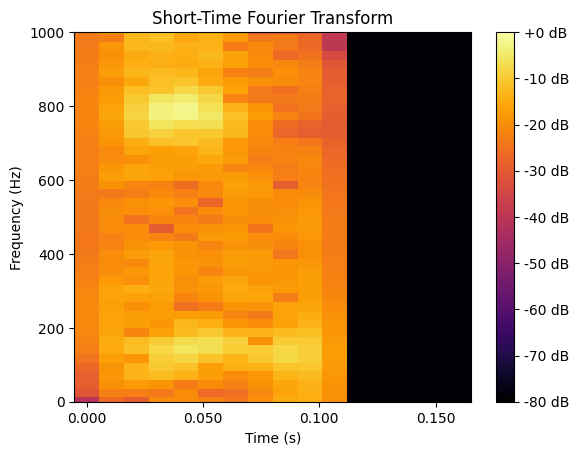 Short-Time Fourier Transform
1000
800
600
400
200
0
Frequency (Hz)
0.000
0.050
0.100
0.150
Time (s)
+0 dB
-10 dB
-20 dB
-30 dB
-40 dB
-50 dB
-60 dB
-70 dB
-80 dB